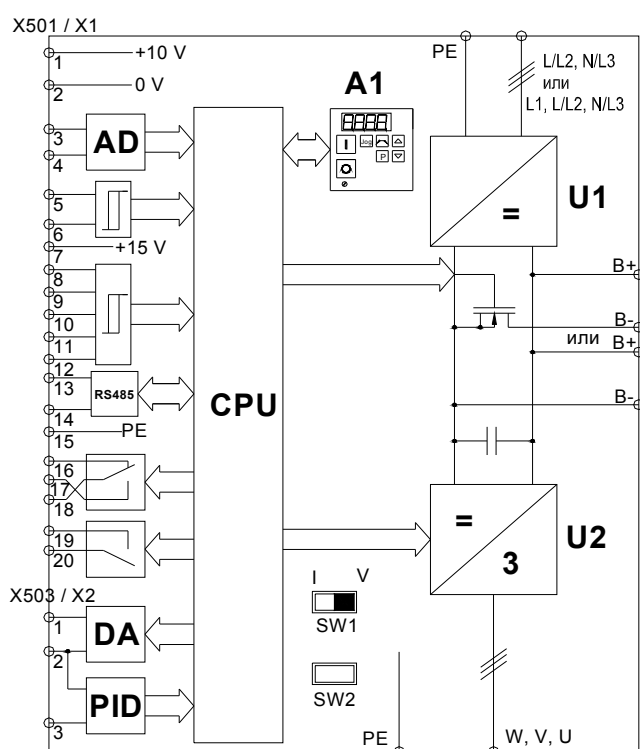 X501 / X1
1
+10 V
2
0 V
3
4
AD
5
6
+15 V
7
8
9
10
11
12
13
RS485
14
15
PE
16
17
18
19
20
X503 / X2
1
DA
2
PID
3
CPU
A1
8888
I
Jog
P
PE
L/L2, N/L3
или
L1, L/L2, N/L3
=
U1
B+
B-
или
B+
B-
=
3
U2
I V
SW1
SW2
PE
W, V, U